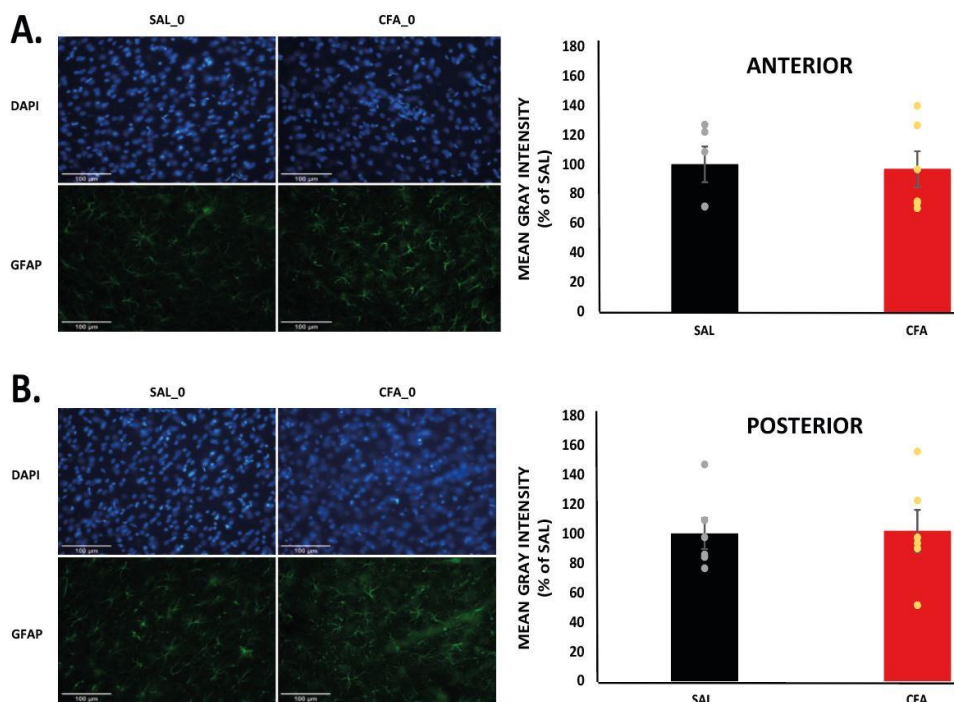 A.
SAL_0
CFA_0
DAPI
100 µm
100 µm
GFAP
100 µm
100 µm
ANTERIOR
MEAN GRAY INTENSITY
(% of SAL)
180
160
140
120
100
80
60
40
20
0
SAL
CFA
B.
SAL_0
CFA_0
DAPI
100 µm
100 µm
GFAP
100 µm
100 µm
POSTERIOR
MEAN GRAY INTENSITY
(% of SAL)
180
160
140
120
100
80
60
40
20
0
SAL
CFA